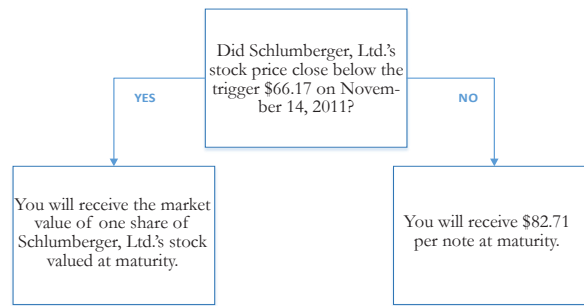 Did Schlumberger, Ltd.'s
stock price close below the
trigger $66.17 on Novem-
ber 14, 2011?
YES
NO
You will receive the market
value of one share of
Schlumberger, Ltd.'s stock
valued at maturity.
You will receive $82.71
per note at maturity.